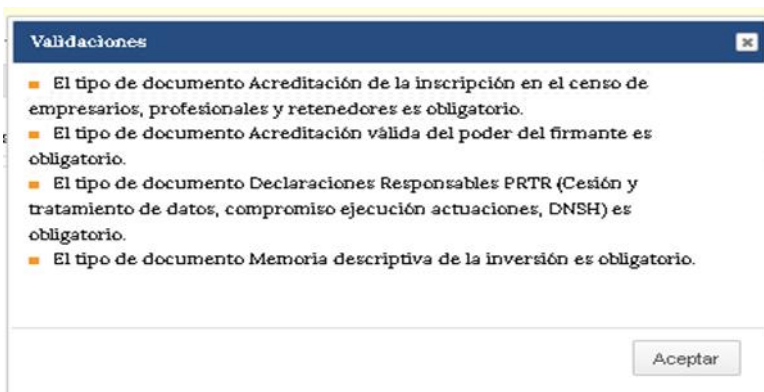 Validaciones
El tipo de documento Acreditación de la inscripción en el censo de
empresarios, profesionales y retenedores es obligatorio.
El tipo de documento Acreditación válida del poder del firmante es
obligatorio.
El tipo de documento Declaraciones Responsables PRTR (Cesión y
tratamiento de datos, compromiso ejecución actuaciones, DNSH) es
obligatorio.
El tipo de documento Memoria descriptiva de la inversión es obligatorio.
Aceptar